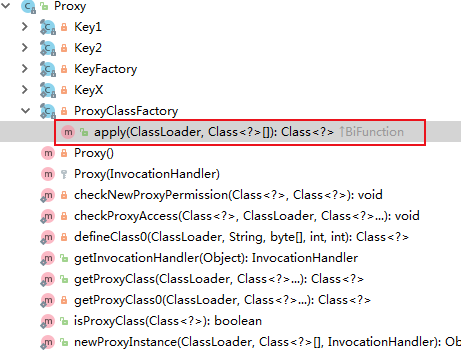 Proxy
Key1
Key2
KeyFactory
KeyX
ProxyClassFactory
apply(ClassLoader, Class<?>[]): Class<?> ↑BiFunction
Proxy()
Proxy(InvocationHandler)
checkNewProxyPermission(Class<?>, Class<?>): void
checkProxyAccess(Class<?>, ClassLoader, Class<?>...): void
defineClass0(ClassLoader, String, byte[], int, int): Class<?>
getInvocationHandler(Object): InvocationHandler
getProxyClass(ClassLoader, Class<?>...): Class<?>
getProxyClass0(ClassLoader, Class<?>...): Class<?>
isProxyClass(Class<?>): boolean
newProxyInstance(ClassLoader, Class<?>[], InvocationHandler): Ob